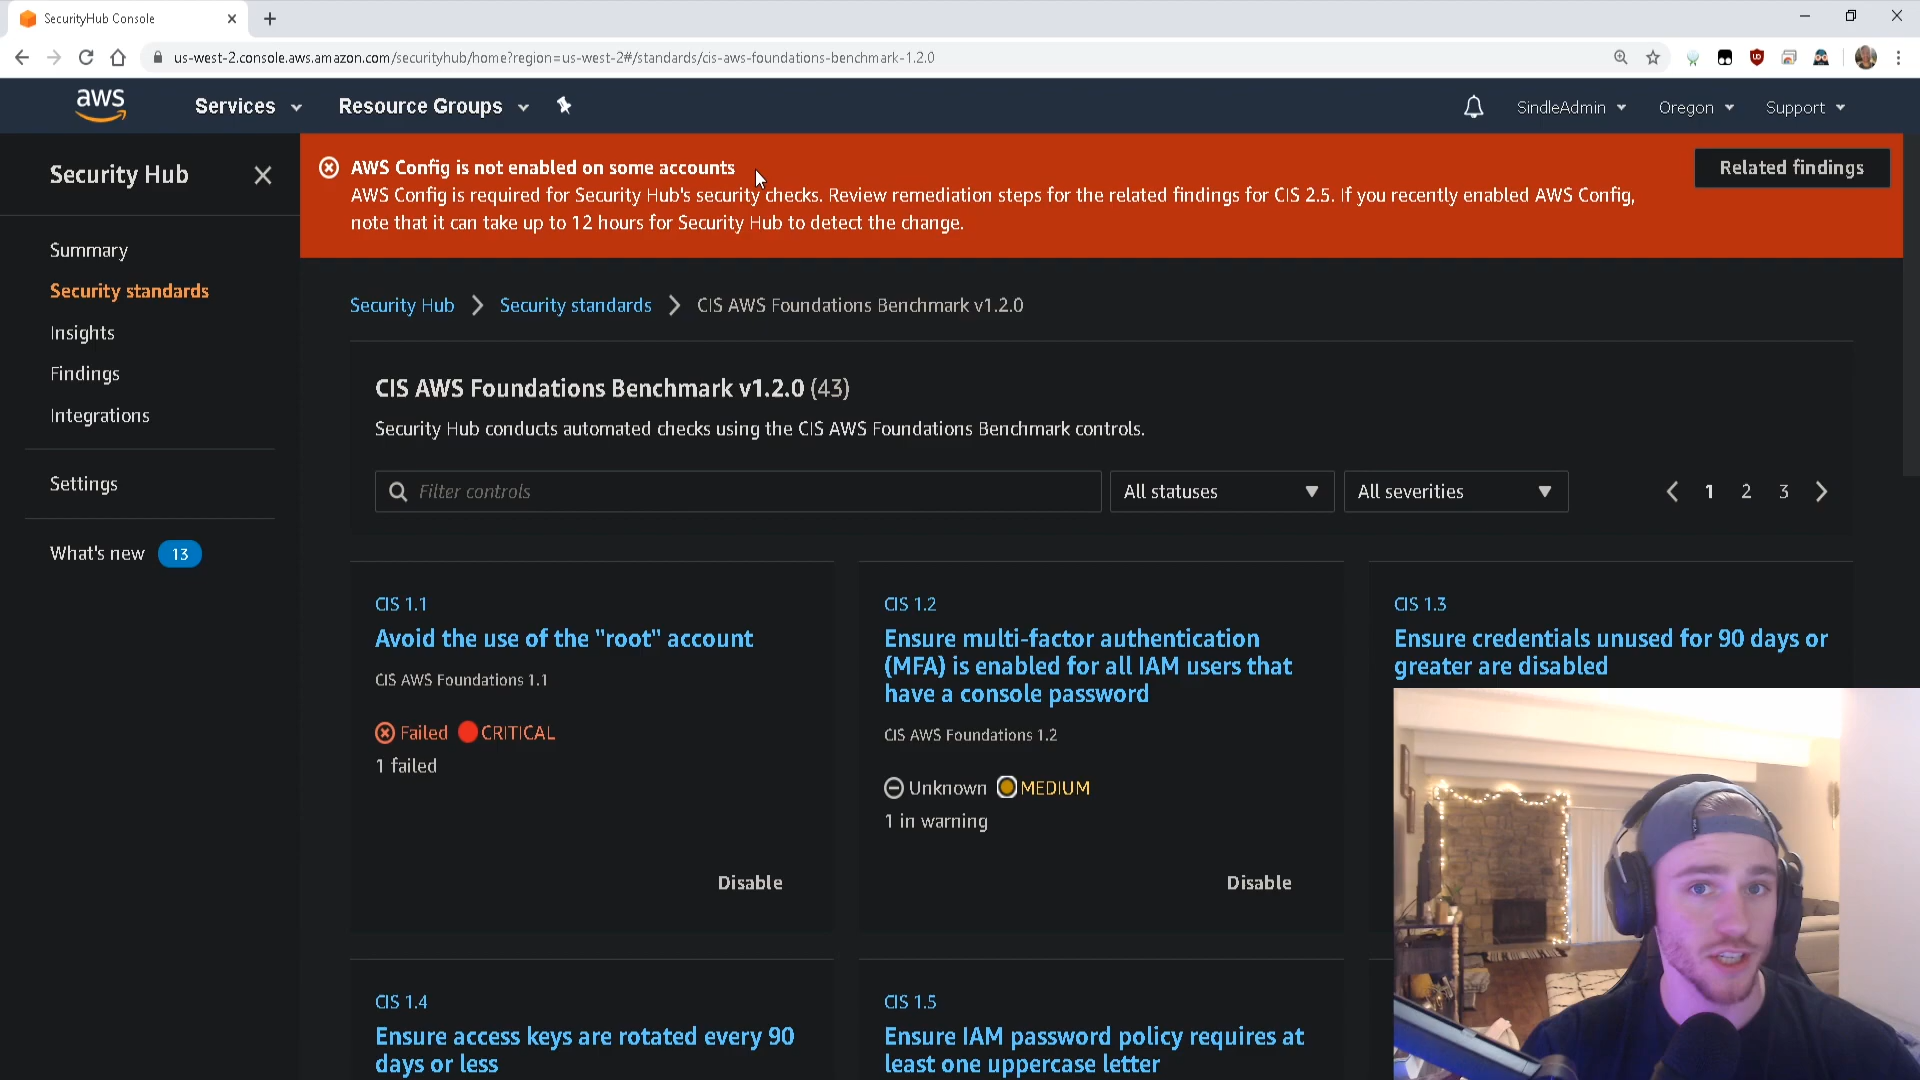 SecurityHub Console
us-west-2.console.aws.amazon.com/securityhub/home?region=us-west-2#/standards/cis-aws-foundations-benchmark-1.2.0
aws
Services
Resource Groups
SindleAdmin
Oregon
Support
Security Hub
Summary
Security standards
Insights
Findings
Integrations
Settings
What's new 13
AWS Config is not enabled on some accounts
AWS Config is required for Security Hub's security checks. Review remediation steps for the related findings for CIS 2.5. If you recently enabled AWS Config,
note that it can take up to 12 hours for Security Hub to detect the change.
Related findings
Security Hub > Security standards > CIS AWS Foundations Benchmark v1.2.0
CIS AWS Foundations Benchmark v1.2.0 (43)
Security Hub conducts automated checks using the CIS AWS Foundations Benchmark controls.
Filter controls
All statuses
All severities
1 2 3
CIS 1.1
Avoid the use of the "root" account
CIS AWS Foundations 1.1
Failed CRITICAL
1 failed
Disable
CIS 1.2
Ensure multi-factor authentication
(MFA) is enabled for all IAM users that
have a console password
CIS AWS Foundations 1.2
Unknown MEDIUM
1 in warning
Disable
CIS 1.3
Ensure credentials unused for 90 days or
greater are disabled
CIS 1.4
Ensure access keys are rotated every 90
days or less
CIS 1.5
Ensure IAM password policy requires at
least one uppercase letter